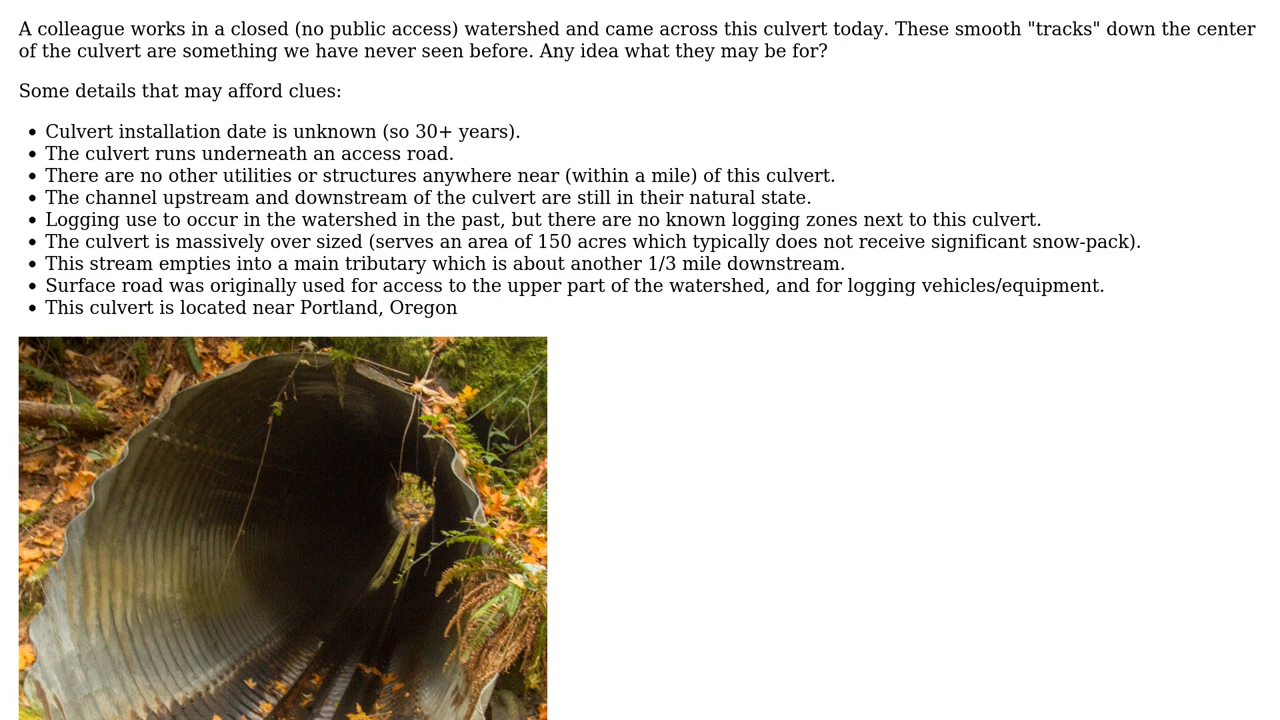 A colleague works in a closed (no public access) watershed and came across this culvert today. These smooth "tracks" down the center
of the culvert are something we have never seen before. Any idea what they may be for?
Some details that may afford clues:
• Culvert installation date is unknown (so 30+ years).
• The culvert runs underneath an access road.
• There are no other utilities or structures anywhere near (within a mile) of this culvert.
• The channel upstream and downstream of the culvert are still in their natural state.
• Logging use to occur in the watershed in the past, but there are no known logging zones next to this culvert.
• The culvert is massively over sized (serves an area of 150 acres which typically does not receive significant snow-pack).
• This stream empties into a main tributary which is about another 1/3 mile downstream.
• Surface road was originally used for access to the upper part of the watershed, and for logging vehicles/equipment.
• This culvert is located near Portland, Oregon